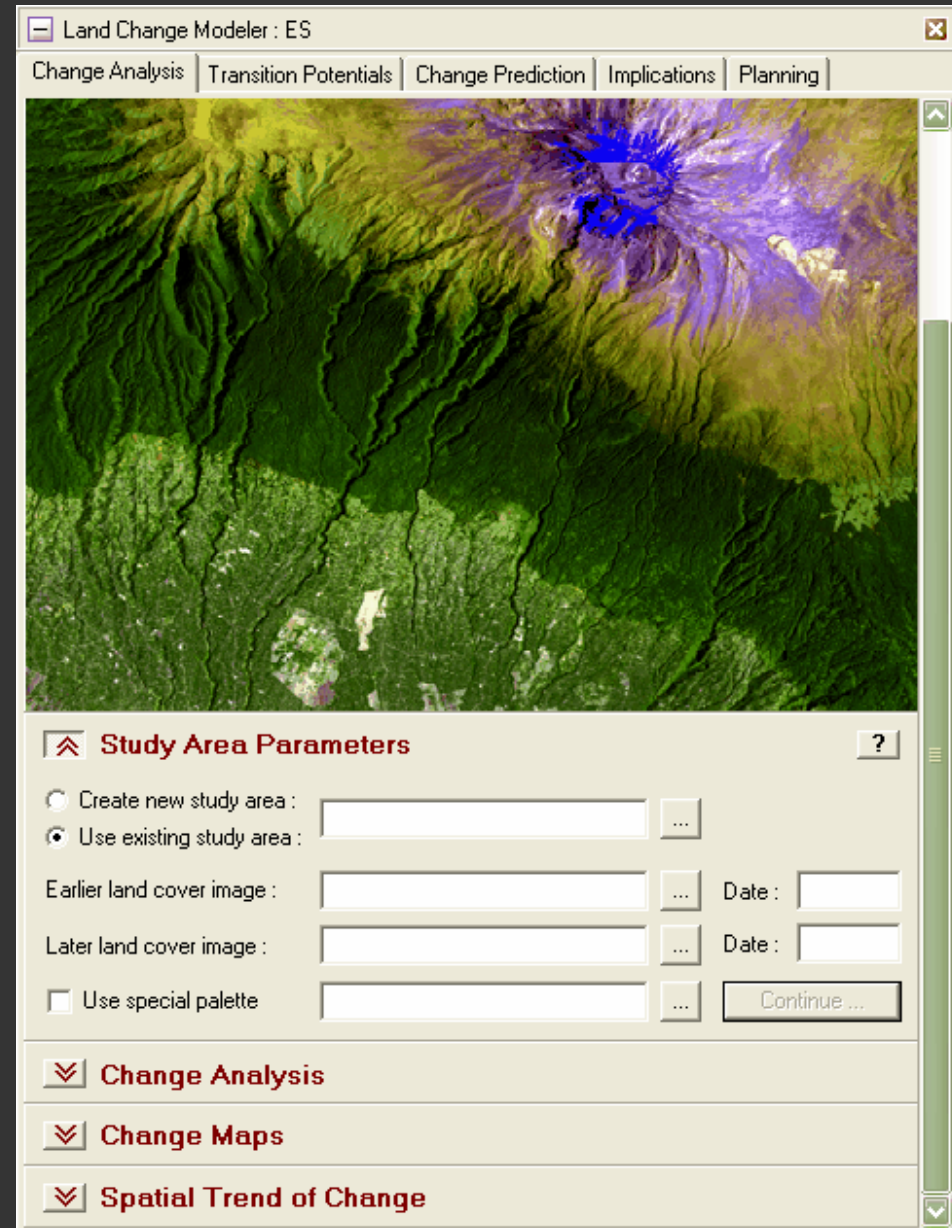 Land Change Modeler : ES
Change Analysis Transition Potentials Change Prediction Implications Planning
Study Area Parameters ?
Create new study area :
...
Use existing study area :
Earlier land cover image : ... Date :
Later land cover image : ... Date :
Use special palette ... Continue ...
Change Analysis
Change Maps
Spatial Trend of Change